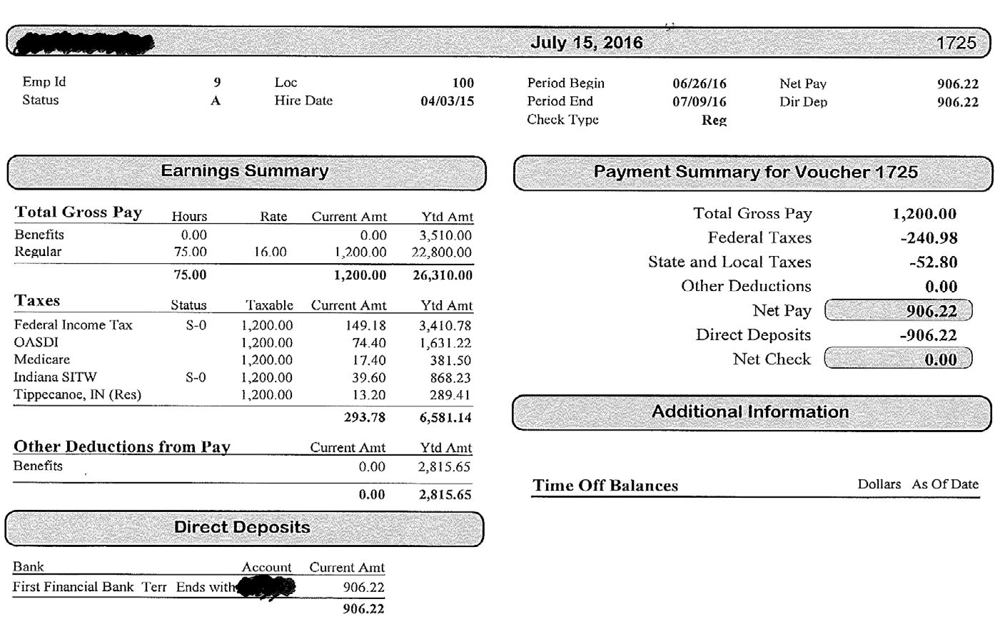 July 15, 2016 1725
Emp Id 9 Loc 100 Period Begin 06/26/16 Net Pay 906.22
Status A Hire Date 04/03/15 Period End 07/09/16 Dir Dep 906.22
Check Type Reg
Earnings Summary
Total Gross Pay Hours Rate Current Amt Ytd Amt
Benefits 0.00 0.00 3,510.00
Regular 75.00 16.00 1,200.00 22,800.00
75.00 1,200.00 26,310.00
Taxes Status Taxable Current Amt Ytd Amt
Federal Income Tax S-0 1,200.00 149.18 3,410.78
OASDI 1,200.00 74.40 1,631.22
Medicare 1,200.00 17.40 381.50
Indiana SITW S-0 1,200.00 39.60 868.23
Tippecanoe, IN (Res) 1,200.00 13.20 289.41
293.78 6,581.14
Other Deductions from Pay Current Amt Ytd Amt
Benefits 0.00 2,815.65
0.00 2,815.65
Direct Deposits
Bank Account Current Amt
First Financial Bank Terr Ends with 906.22
906.22
Payment Summary for Voucher 1725
Total Gross Pay 1,200.00
Federal Taxes -240.98
State and Local Taxes -52.80
Other Deductions 0.00
Net Pay 906.22
Direct Deposits -906.22
Net Check 0.00
Additional Information
Time Off Balances Dollars As Of Date